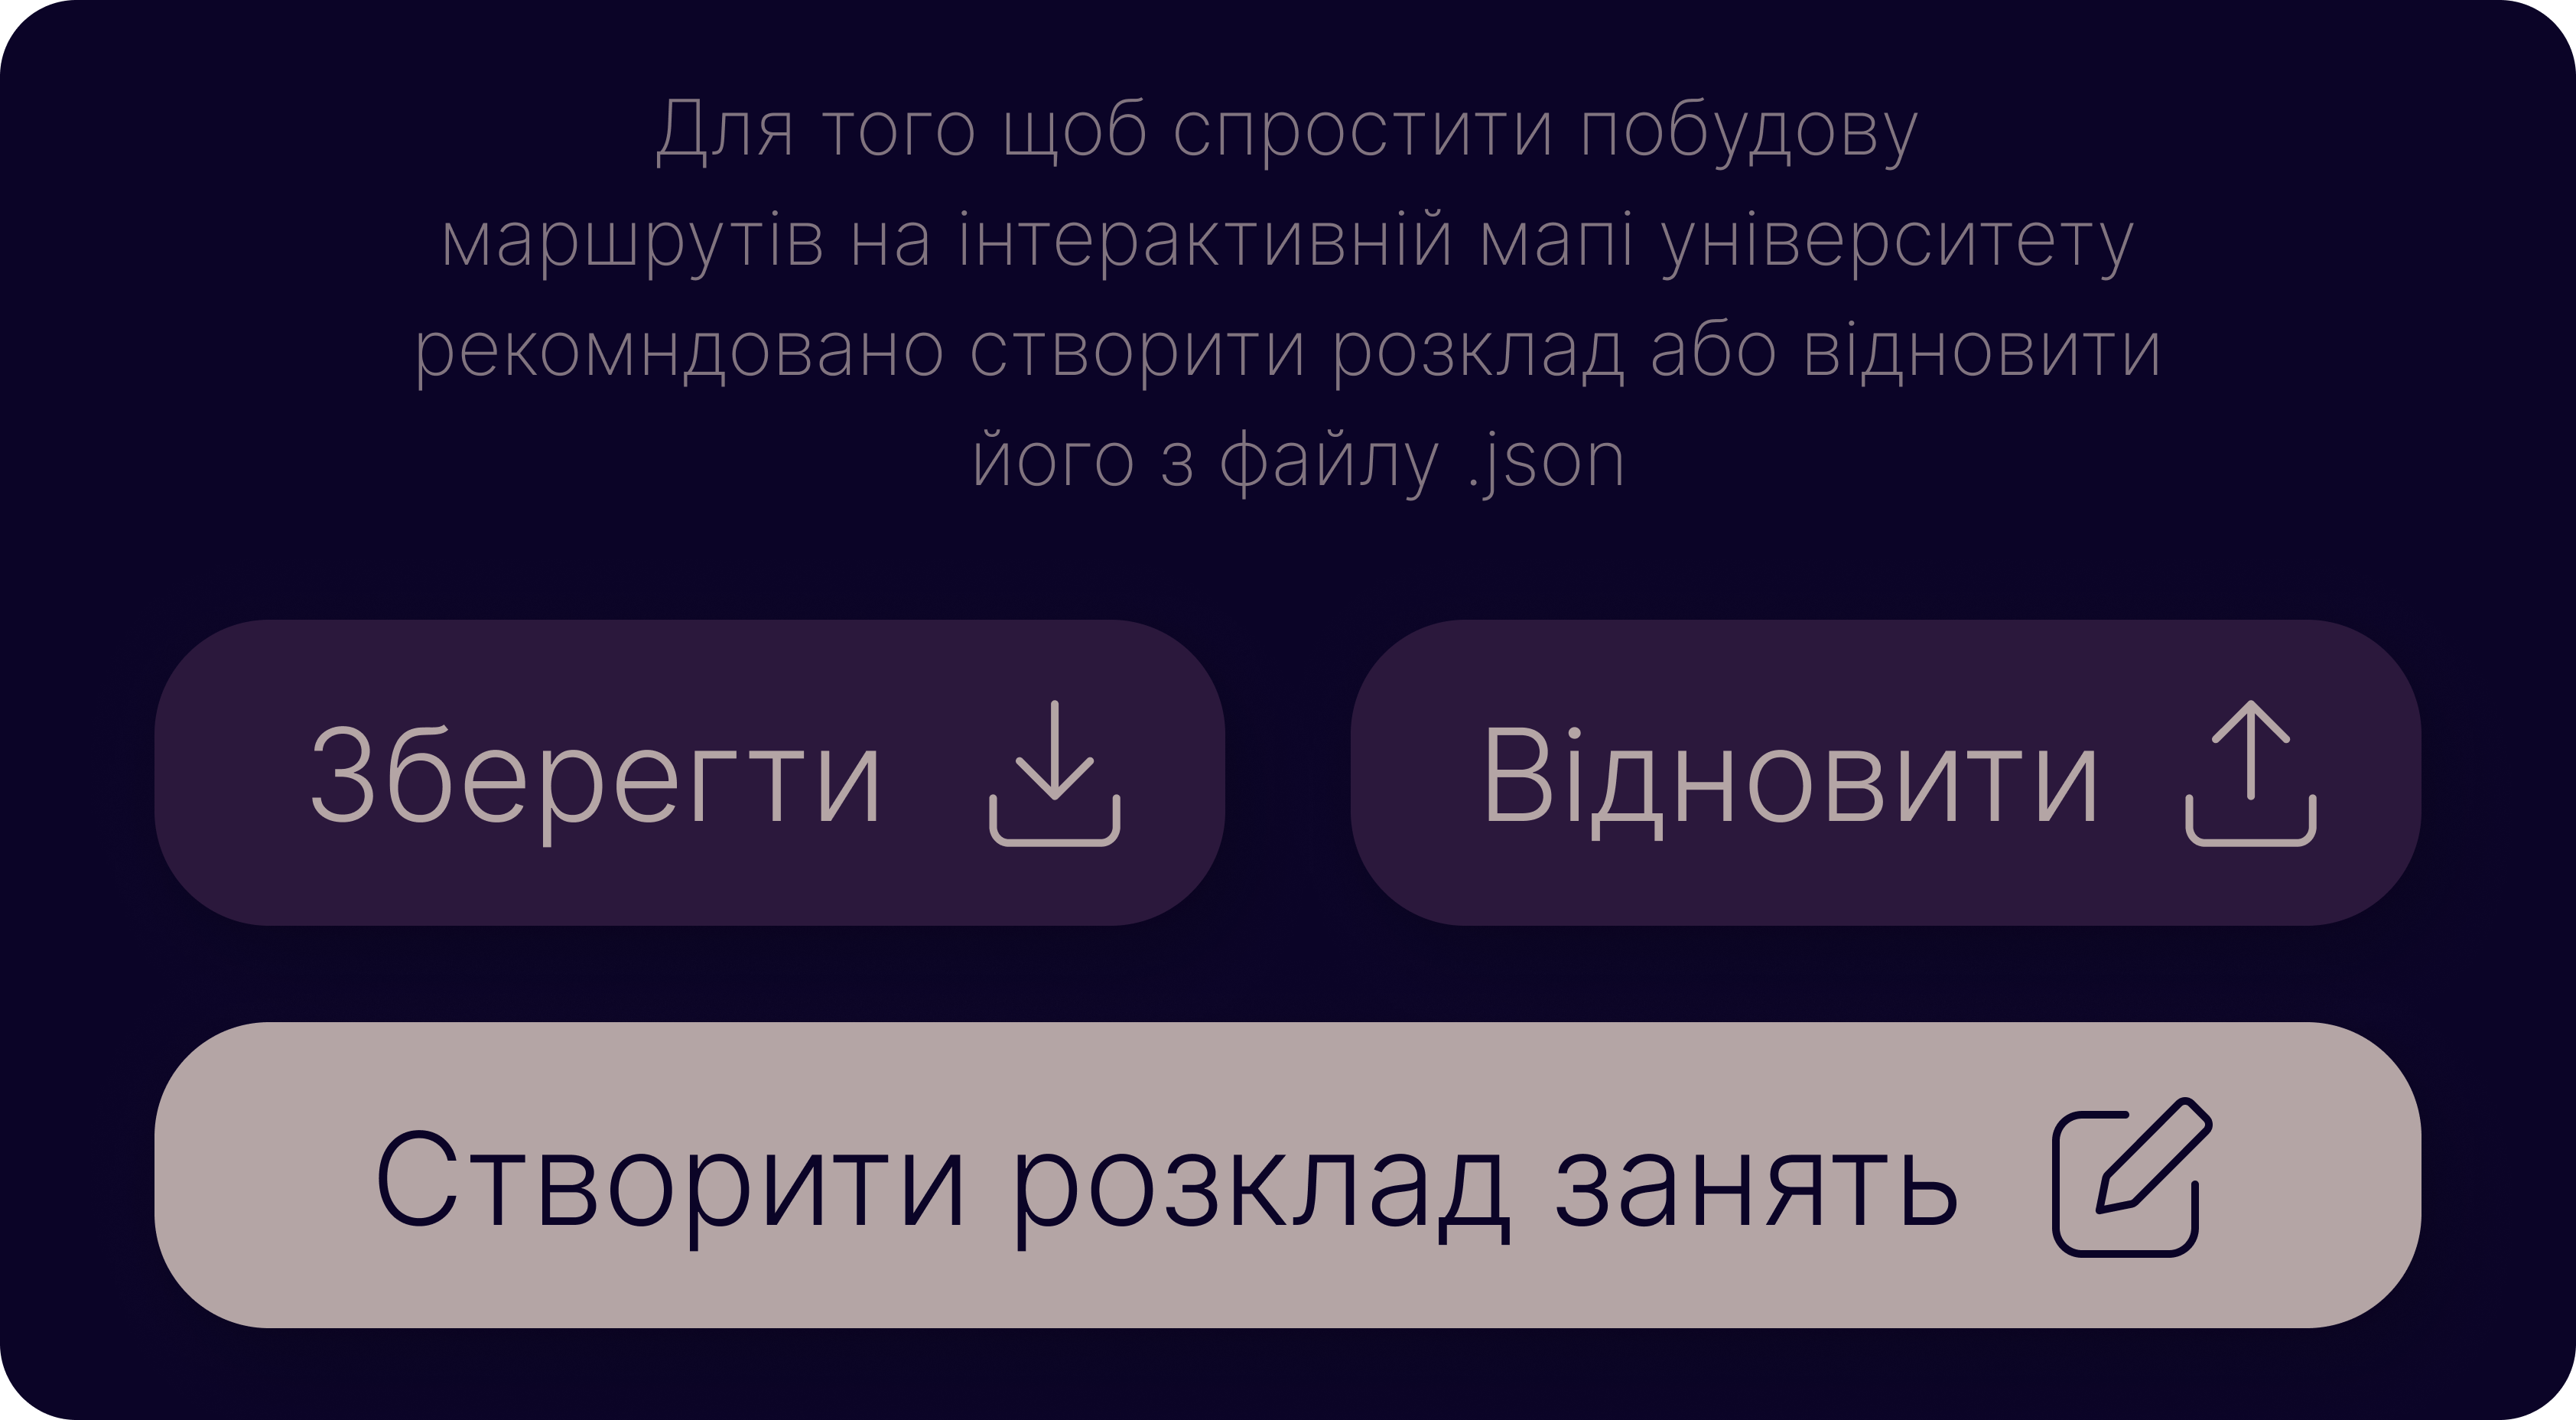 Для того щоб спростити побудову
маршрутів на інтерактивній мапі університету
рекомндовано створити розклад або відновити
його з файлу .json
Зберегти
Відновити
Створити розклад занять